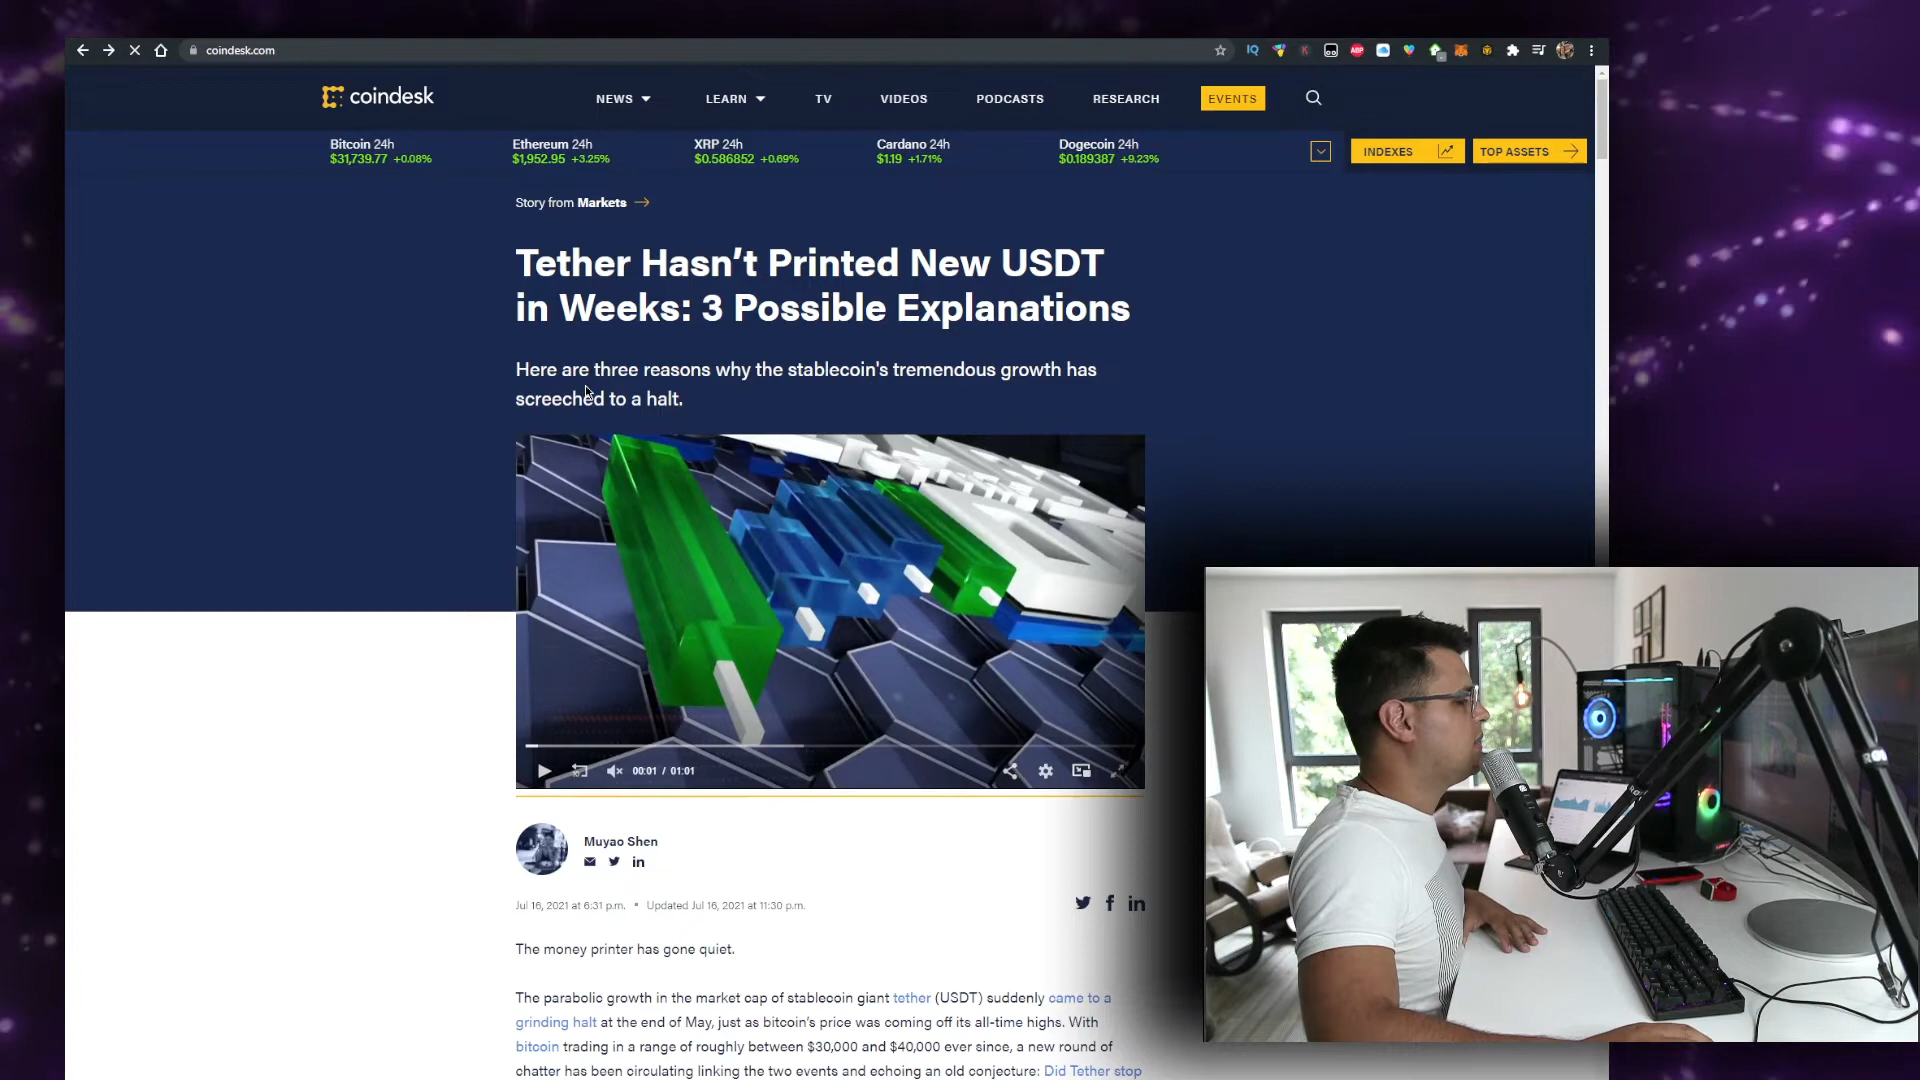 coindesk.com
IQ
K
ABP
coindesk
NEWS
LEARN
TV
VIDEOS
PODCASTS
RESEARCH
EVENTS
Bitcoin 24h
$31,739.77 +0.08%
Ethereum 24h
$1,952.95 +3.25%
XRP 24h
$0.586852 +0.69%
Cardano 24h
$1.19 +1.71%
Dogecoin 24h
$0.189387 +9.23%
INDEXES
TOP ASSETS
Story from Markets
Tether Hasn’t Printed New USDT
in Weeks: 3 Possible Explanations
Here are three reasons why the stablecoin's tremendous growth has
screeched to a halt.
00:01 / 01:01
Muyao Shen
Jul 16, 2021 at 6:31 p.m. • Updated Jul 16, 2021 at 11:30 p.m.
The money printer has gone quiet.
The parabolic growth in the market cap of stablecoin giant tether (USDT) suddenly came to a
grinding halt at the end of May, just as bitcoin’s price was coming off its all-time highs. With
bitcoin trading in a range of roughly between $30,000 and $40,000 ever since, a new round of
chatter has been circulating linking the two events and echoing an old conjecture: Did Tether stop